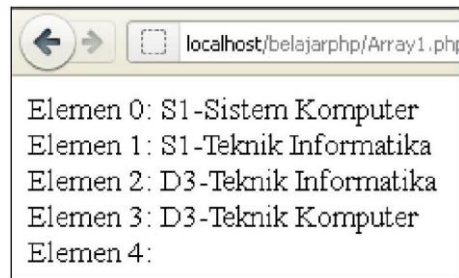 localhost/belajarphp/Array1.php
Elemen 0: S1-Sistem Komputer
Elemen 1: S1-Teknik Informatika
Elemen 2: D3-Teknik Informatika
Elemen 3: D3-Teknik Komputer
Elemen 4: